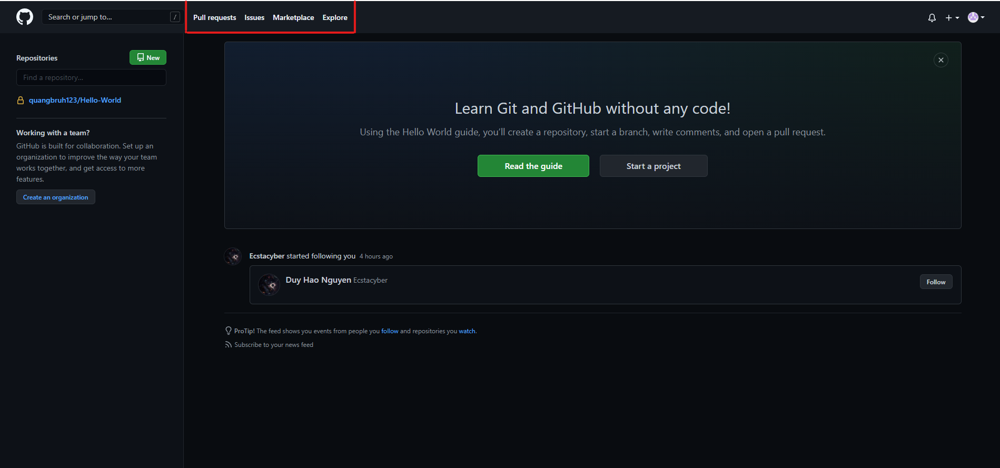 Search or jump to... /
Pull requests Issues Marketplace Explore
Repositories
New
Find a repository...
quangbruh123/Hello-World
Working with a team?
GitHub is built for collaboration. Set up an
organization to improve the way your team
works together, and get access to more
features.
Create an organization
Learn Git and GitHub without any code!
Using the Hello World guide, you’ll create a repository, start a branch, write comments, and open a pull request.
Read the guide
Start a project
Ecstacyber started following you 4 hours ago
Duy Hao Nguyen Ecstacyber
Follow
ProTip! The feed shows you events from people you follow and repositories you watch.
Subscribe to your news feed